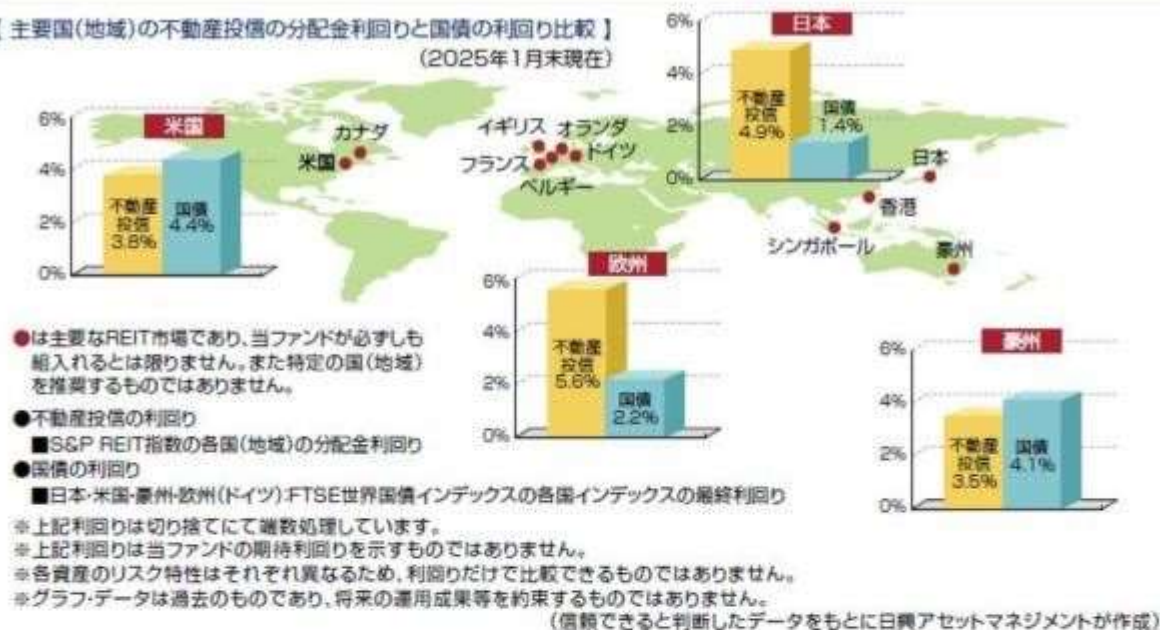 【 主要国(地域)の不動産投信の分配金利回りと国債の利回り比較 】
(2025年1月末現在)
米国
6%
4%
2%
0%
不動産
投信
3.8%
国債
4.4%
カナダ
米国
イギリス
オランダ
フランス
ドイツ
ベルギー
日本
6%
4%
2%
0%
不動産
投信
4.9%
国債
1.4%
日本
香港
シンガポール
豪州
欧州
6%
4%
2%
0%
不動産
投信
5.6%
国債
2.2%
豪州
6%
4%
2%
0%
不動産
投信
3.5%
国債
4.1%
●は主要なREIT市場であり、当ファンドが必ずしも
組入れるとは限りません。また特定の国(地域)
を推奨するものではありません。
●不動産投信の利回り
■S&P REIT指数の各国(地域)の分配金利回り
●国債の利回り
■日本・米国・豪州・欧州(ドイツ):FTSE世界国債インデックスの各国インデックスの最終利回り
※上記利回りは切り捨てにて端数処理しています。
※上記利回りは当ファンドの期待利回りを示すものではありません。
※各資産のリスク特性はそれぞれ異なるため、利回りだけで比較できるものではありません。
※グラフ・データは過去のものであり、将来の運用成果等を約束するものではありません。
(信頼できると判断したデータをもとに日興アセットマネジメントが作成)